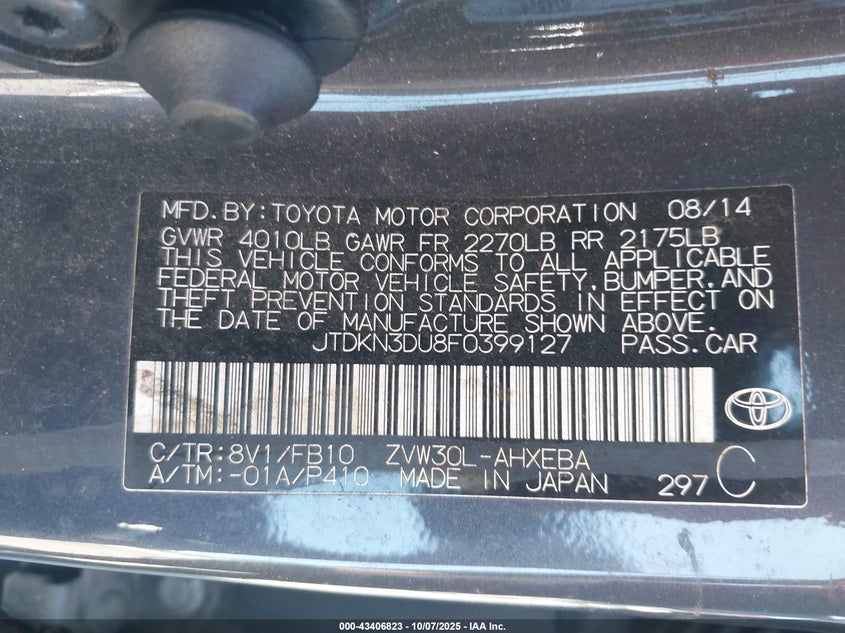 MFD.BY:TOYOTA MOTOR CORPORATION 08/14
GVWR 4010LB GAWR FR 2270LB RR 2175LB
THIS VEHICLE CONFORMS TO ALL APPLICABLE
FEDERAL MOTOR VEHICLE SAFETY,BUMPER,AND
THEFT PREVENTION STANDARDS IN EFFECT ON
THE DATE OF MANUFACTURE SHOWN ABOVE.
JTDKN3DU8F0399127 PASS.CAR
C/TR:8V1/FB10 ZVW30L-AHXEBA
A/TM:-01A/P410 MADE IN JAPAN 297 C
000-43406823 - 10/07/2025 - IAA Inc.